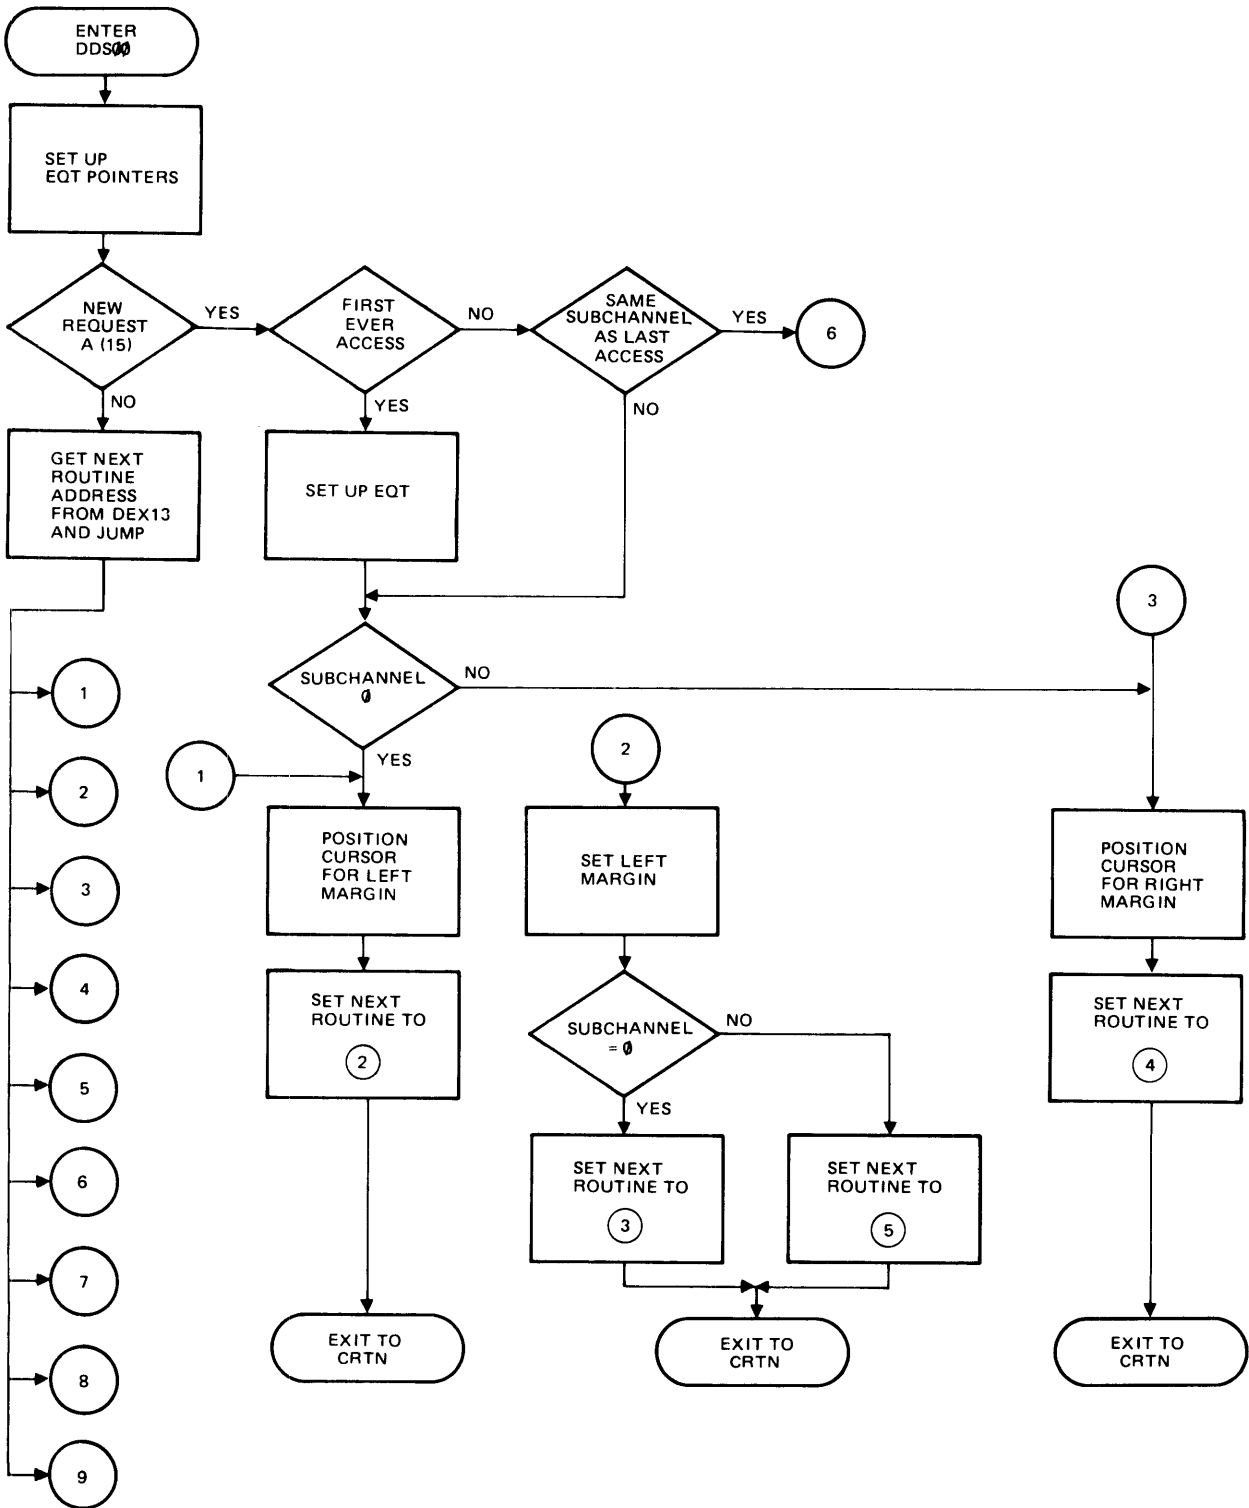 ENTER
DDS00
SET UP
EQT POINTERS
NEW
REQUEST
A (15)
YES
FIRST
EVER
ACCESS
NO
SAME
SUBCHANNEL
AS LAST
ACCESS
YES
6
NO
YES
NO
GET NEXT
ROUTINE
ADDRESS
FROM DEX13
AND JUMP
SET UP EQT
3
SUBCHANNEL
0
NO
YES
1
2
3
4
5
6
7
8
9
1
POSITION
CURSOR
FOR LEFT
MARGIN
SET NEXT
ROUTINE TO
2
EXIT TO
CRTN
2
SET LEFT
MARGIN
SUBCHANNEL
= 0
NO
YES
SET NEXT
ROUTINE TO
3
SET NEXT
ROUTINE TO
5
EXIT TO
CRTN
POSITION
CURSOR
FOR RIGHT
MARGIN
SET NEXT
ROUTINE TO
4
EXIT TO
CRTN